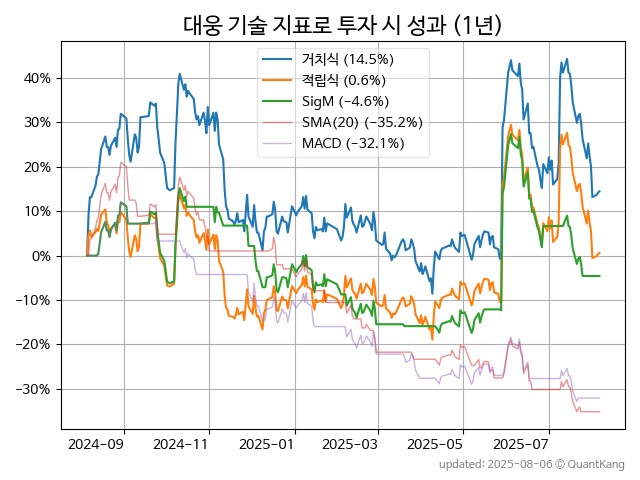 대웅 기술 지표로 투자 시 성과 (1년)
거치식 (14.5%)
적립식 (0.6%)
SigM (−4.6%)
SMA(20) (−35.2%)
MACD (−32.1%)
40%
30%
20%
10%
0%
−10%
−20%
−30%
2024-09 2024-11 2025-01 2025-03 2025-05 2025-07
updated: 2025-08-06 © QuantKang